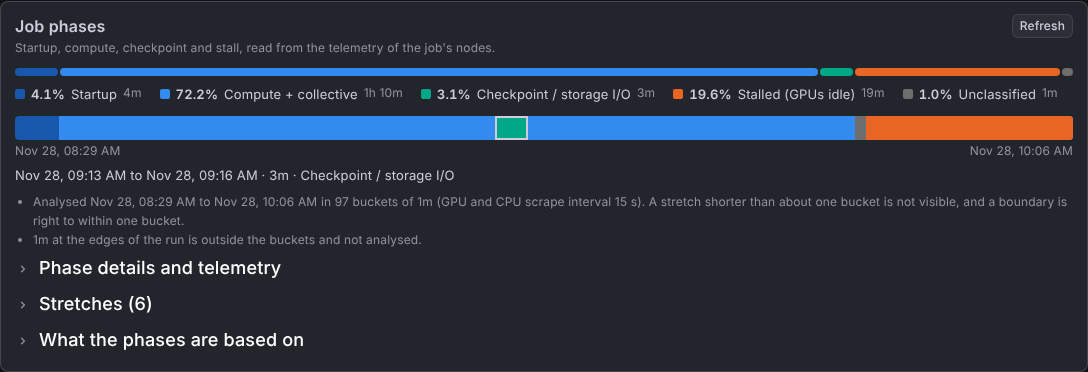 Job phases
Refresh
Startup, compute, checkpoint and stall, read from the telemetry of the job's nodes.
4.1% Startup 4m 72.2% Compute + collective 1h 10m 3.1% Checkpoint / storage I/O 3m 19.6% Stalled (GPUs idle) 19m 1.0% Unclassified 1m
Nov 28, 08:29 AM Nov 28, 10:06 AM
Nov 28, 09:13 AM to Nov 28, 09:16 AM · 3m · Checkpoint / storage I/O
• Analysed Nov 28, 08:29 AM to Nov 28, 10:06 AM in 97 buckets of 1m (GPU and CPU scrape interval 15 s). A stretch shorter than about one bucket is not visible, and a boundary is
right to within one bucket.
• 1m at the edges of the run is outside the buckets and not analysed.
Phase details and telemetry
Stretches (6)
What the phases are based on